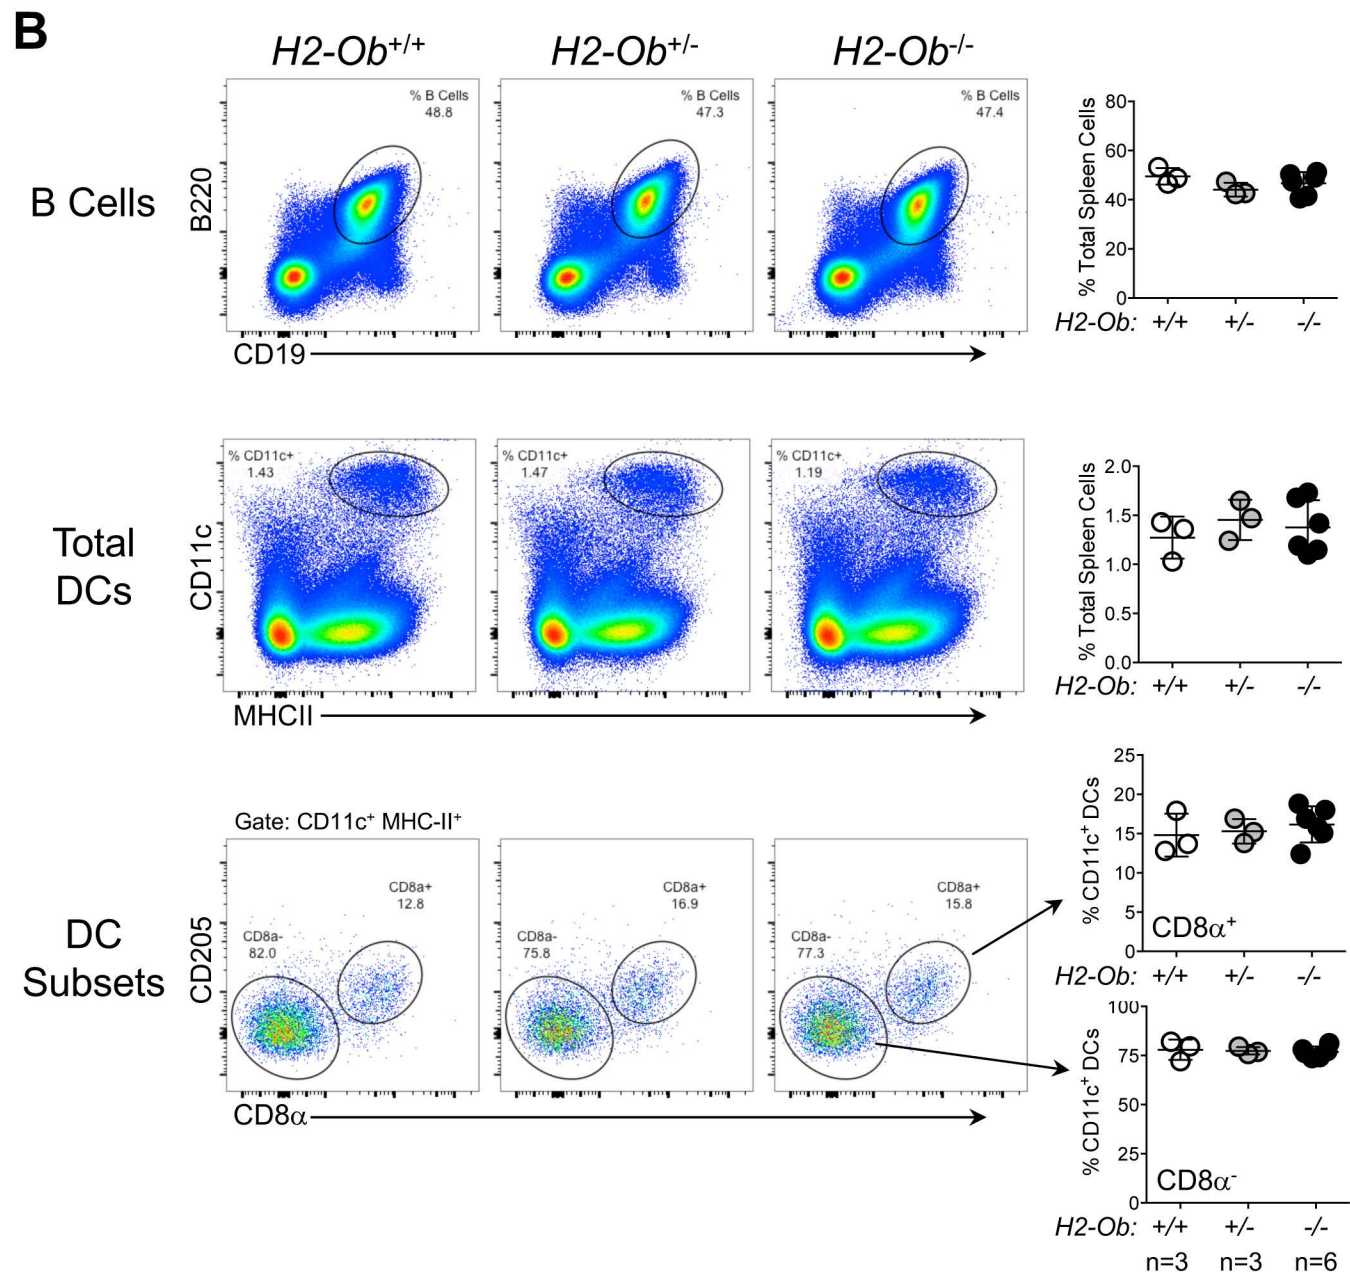 B
H2-Ob+/+ H2-Ob+/- H2-Ob-/-
B Cells
B220
% B Cells
48.8
% B Cells
47.3
% B Cells
47.4
CD19
% Total Spleen Cells
80
60
40
20
0
H2-Ob: +/+ +/- -/-
Total
DCs
CD11c
% CD11c+
1.43
% CD11c+
1.47
% CD11c+
1.19
MHCII
% Total Spleen Cells
2.0
1.5
1.0
0.5
0.0
H2-Ob: +/+ +/- -/-
DC
Subsets
Gate: CD11c+ MHC-II+
CD205
CD8a+
12.8
CD8a-
82.0
CD8a+
16.9
CD8a-
75.8
CD8a+
15.8
CD8a-
77.3
CD8α
% CD11c+ DCs
25
20
15
10
5
0
CD8α+
H2-Ob: +/+ +/- -/-
% CD11c+ DCs
100
75
50
25
0
CD8α-
H2-Ob: +/+ +/- -/-
n=3 n=3 n=6